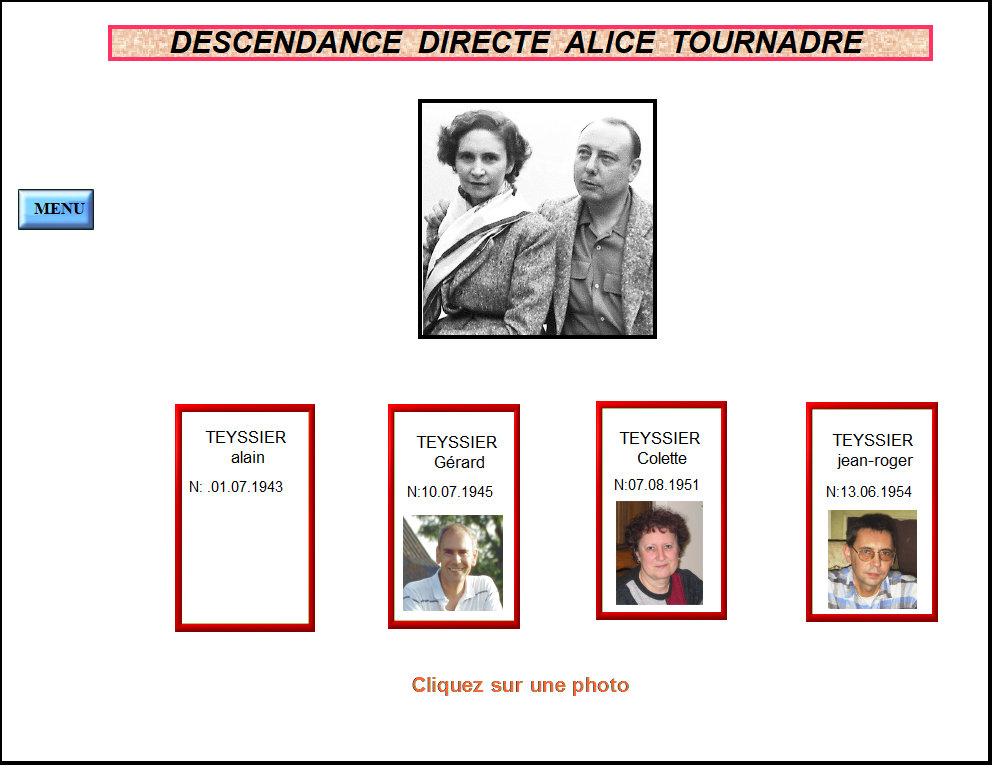 DESCENDANCE DIRECTE ALICE TOURNADRE
MENU
TEYSSIER
alain
N: .01.07.1943
TEYSSIER
Gérard
N:10.07.1945
TEYSSIER
Colette
N:07.08.1951
TEYSSIER
jean-roger
N:13.06.1954
Cliquez sur une photo